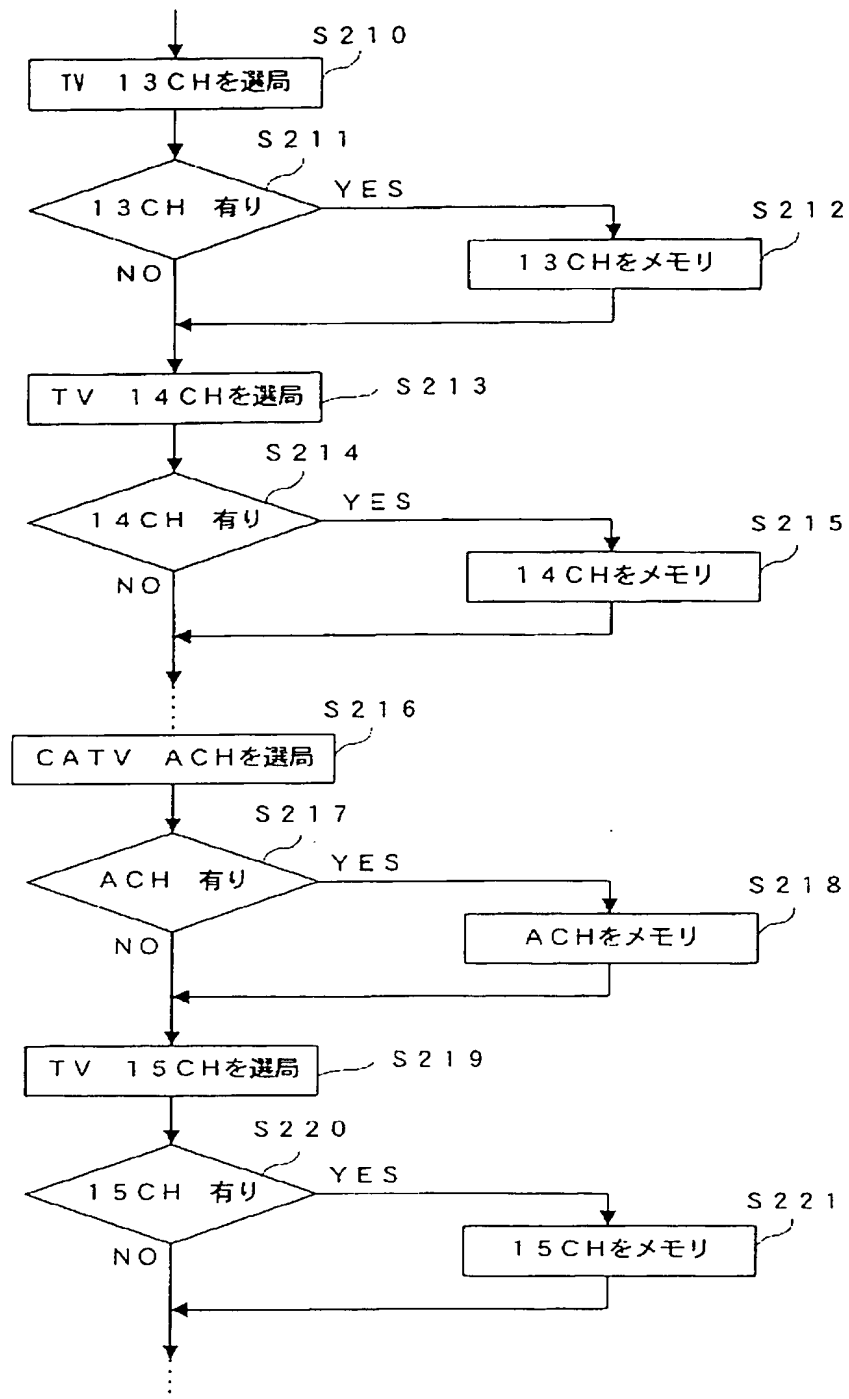 S210
TV 13CHを選局
S211
13CH 有り
YES
S212
13CHをメモリ
NO
TV 14CHを選局
S213
S214
14CH 有り
YES
S215
14CHをメモリ
NO
S216
CATV ACHを選局
S217
ACH 有り
YES
S218
ACHをメモリ
NO
TV 15CHを選局
S219
S220
15CH 有り
YES
S221
15CHをメモリ
NO